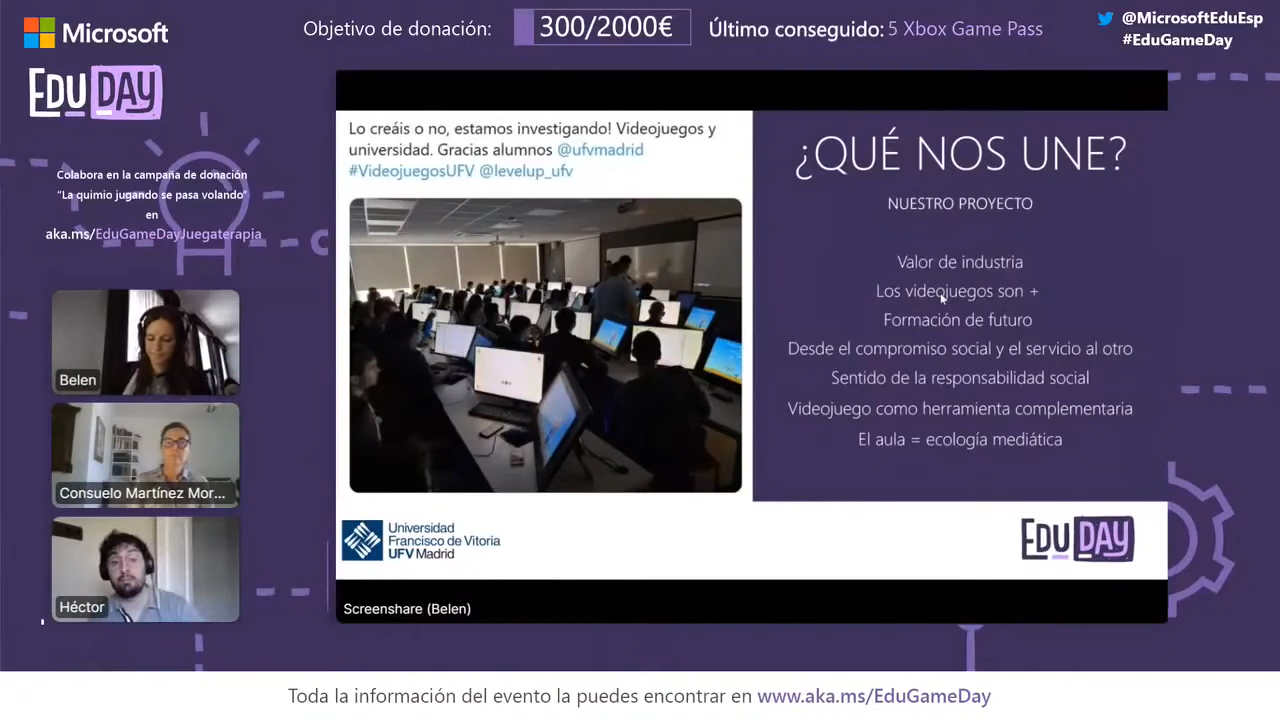 Microsoft
Objetivo de donación: 300/2000€ Último conseguido: 5 Xbox Game Pass
@MicrosoftEduEsp
#EduGameDay
EDU DAY
Colabora en la campaña de donación
“La quimio jugando se pasa volando”
en
aka.ms/EduGameDayJuegaterapia
Belen
Consuelo Martínez Mor...
Héctor
Lo creáis o no, estamos investigando! Videojuegos y
universidad. Gracias alumnos @ufvmadrid
#VideojuegosUFV @levelup_ufv
¿QUÉ NOS UNE?
NUESTRO PROYECTO
Valor de industria
Los videojuegos son +
Formación de futuro
Desde el compromiso social y el servicio al otro
Sentido de la responsabilidad social
Videojuego como herramienta complementaria
El aula = ecología mediática
Universidad
Francisco de Vitoria
UFV Madrid
EDU DAY
Screenshare (Belen)
Toda la información del evento la puedes encontrar en www.aka.ms/EduGameDay